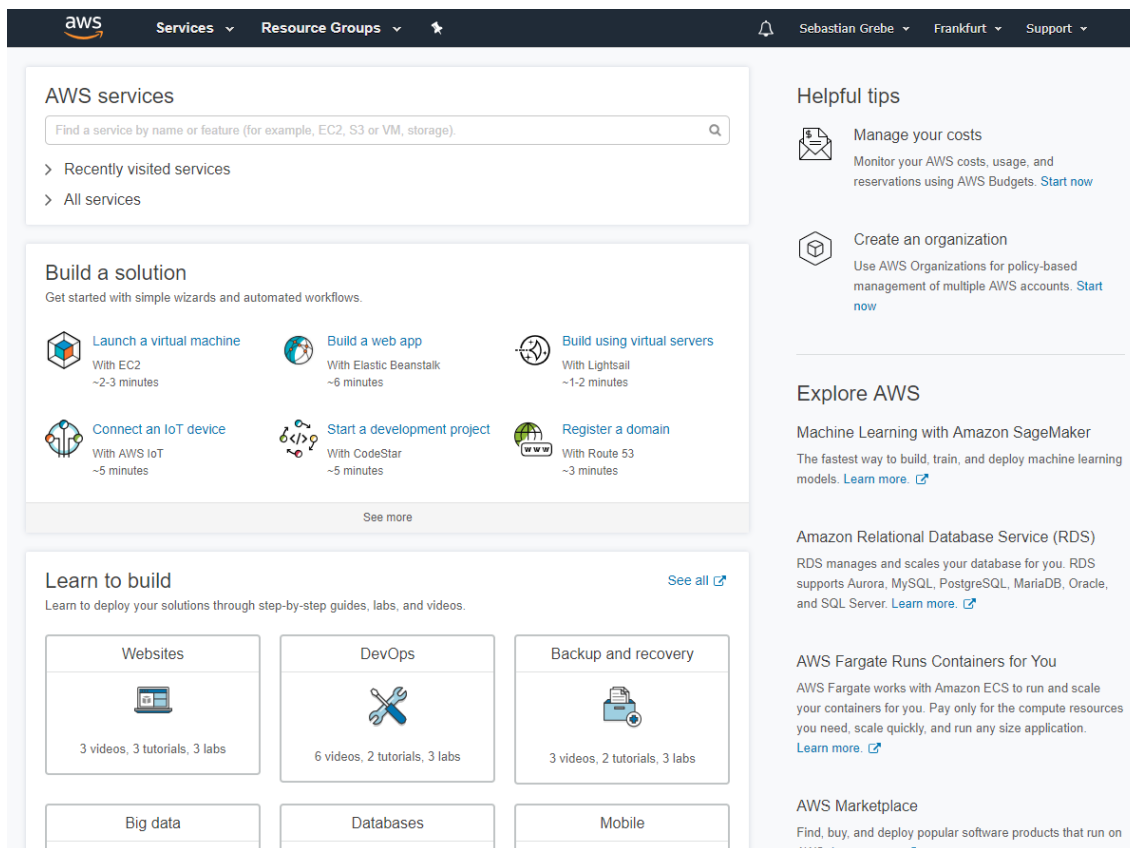 aws
Services
Resource Groups
Sebastian Grebe
Frankfurt
Support
AWS services
Find a service by name or feature (for example, EC2, S3 or VM, storage).
Recently visited services
All services
Build a solution
Get started with simple wizards and automated workflows.
Launch a virtual machine
With EC2
~2-3 minutes
Build a web app
With Elastic Beanstalk
~6 minutes
Build using virtual servers
With Lightsail
~1-2 minutes
Connect an IoT device
With AWS IoT
~5 minutes
Start a development project
With CodeStar
~5 minutes
Register a domain
With Route 53
~3 minutes
www
See more
Learn to build
See all
Learn to deploy your solutions through step-by-step guides, labs, and videos.
Websites
3 videos, 3 tutorials, 3 labs
DevOps
6 videos, 2 tutorials, 3 labs
Backup and recovery
3 videos, 2 tutorials, 3 labs
Big data
Databases
Mobile
Helpful tips
Manage your costs
Monitor your AWS costs, usage, and
reservations using AWS Budgets. Start now
Create an organization
Use AWS Organizations for policy-based
management of multiple AWS accounts. Start
now
Explore AWS
Machine Learning with Amazon SageMaker
The fastest way to build, train, and deploy machine learning
models. Learn more.
Amazon Relational Database Service (RDS)
RDS manages and scales your database for you. RDS
supports Aurora, MySQL, PostgreSQL, MariaDB, Oracle,
and SQL Server. Learn more.
AWS Fargate Runs Containers for You
AWS Fargate works with Amazon ECS to run and scale
your containers for you. Pay only for the compute resources
you need, scale quickly, and run any size application.
Learn more.
AWS Marketplace
Find, buy, and deploy popular software products that run on